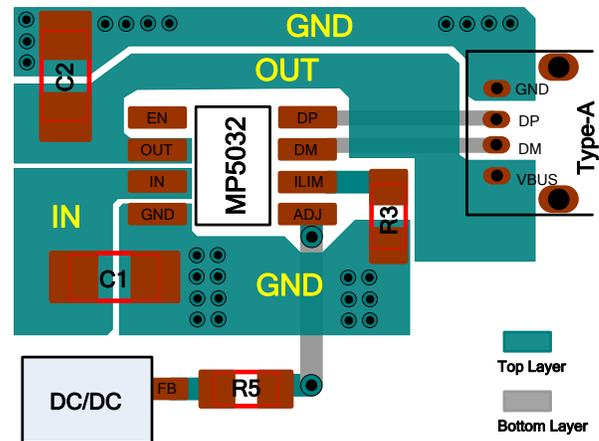 GND
OUT
C2
GND
EN
DP
DP
OUT
DM
DM
MP5032
Type-A
IN
ILIM
VBUS
GND
ADJ
R3
IN
C1
GND
Top Layer
DC/DC
FB
R5
Bottom Layer